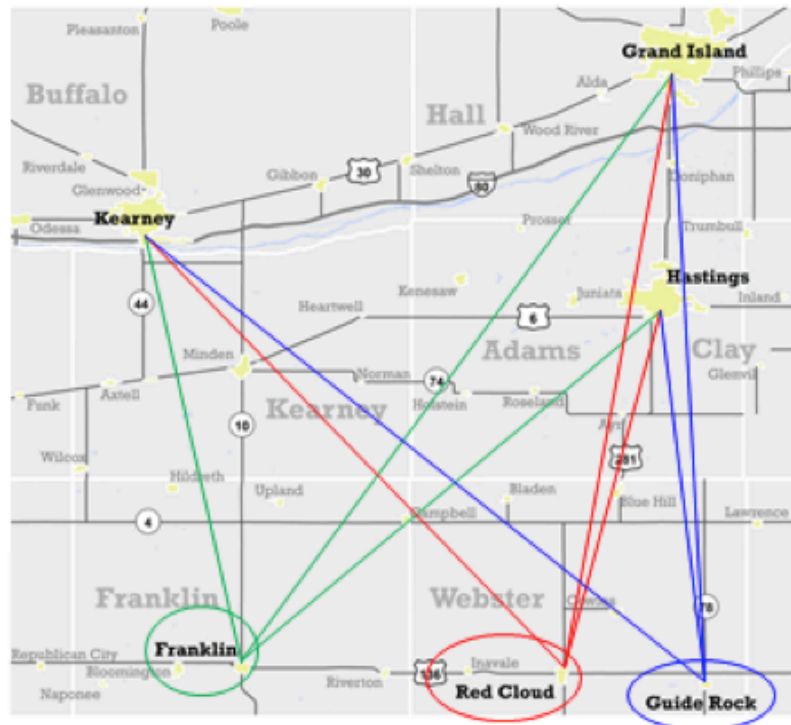 Pleasanton
Poole
Grand Island
Phillips
Alda
Buffalo
Hall
Wood River
Riverdale
Glenwood
Gibbon
30
Shelton
80
Doniphan
Kearney
Odessa
Prosser
Trumbull
Hastings
44
Kenesaw
Juniata
Inland
Heartwell
6
Minden
Adams
Clay
Norman
74
Glenvil
Funk
Axtell
Kearney
Holstein
Roseland
Ayr
10
Wilcox
281
Hildreth
Upland
Bladen
Blue Hill
4
Campbell
Lawrence
Franklin
Webster
Cowles
78
Republican City
Franklin
Bloomington
Riverton
136
Inavale
Naponee
Red Cloud
Guide Rock